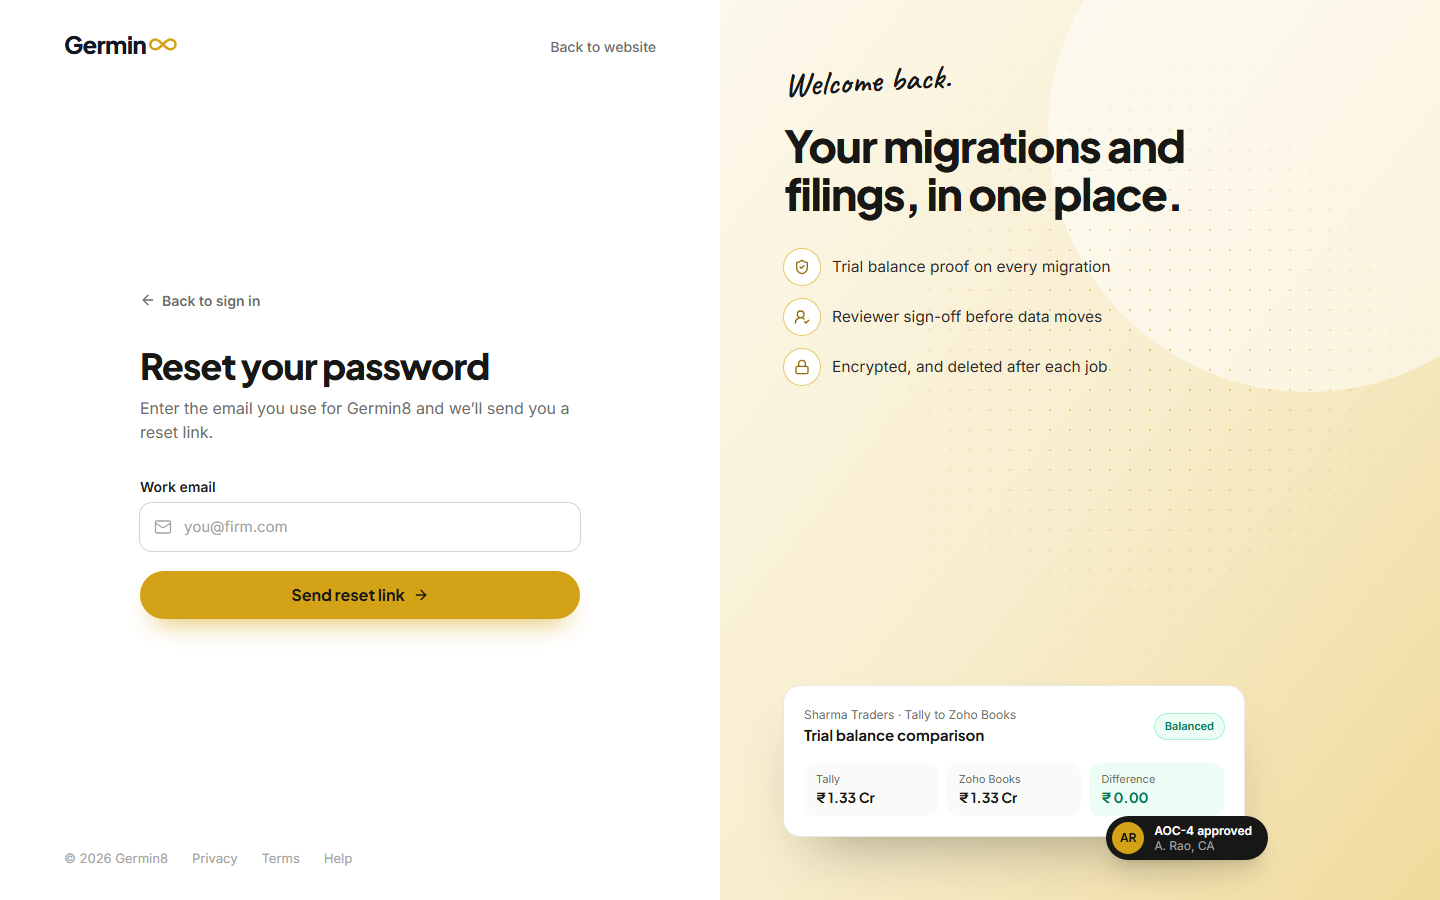 Germin∞
Back to website
Back to sign in
Reset your password
Enter the email you use for Germin8 and we’ll send you a
reset link.
Work email
you@firm.com
Send reset link
© 2026 Germin8
Privacy
Terms
Help
Welcome back.
Your migrations and
filings, in one place.
Trial balance proof on every migration
Reviewer sign-off before data moves
Encrypted, and deleted after each job
Sharma Traders · Tally to Zoho Books
Trial balance comparison
Balanced
Tally
₹1.33 Cr
Zoho Books
₹1.33 Cr
Difference
₹0.00
AR
AOC-4 approved
A. Rao, CA